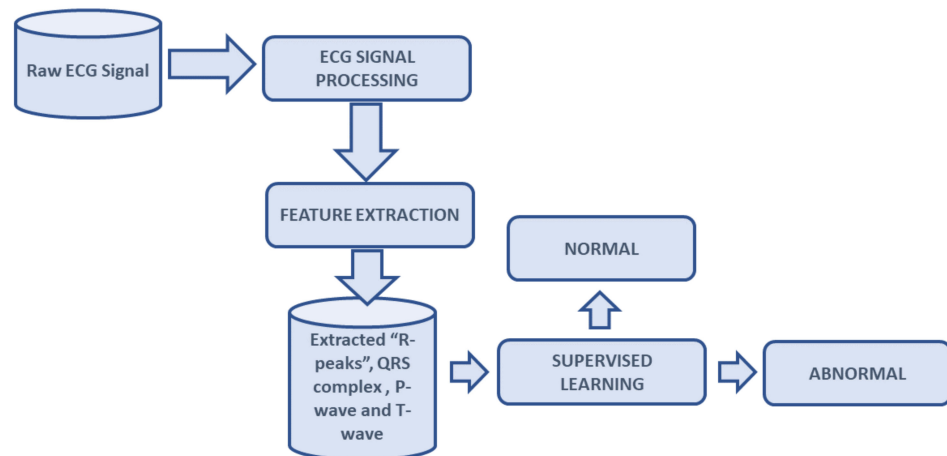 Raw ECG Signal
ECG SIGNAL
PROCESSING
FEATURE EXTRACTION
NORMAL
Extracted “R-
peaks”, QRS
complex , P-
wave and T-
wave
SUPERVISED
LEARNING
ABNORMAL